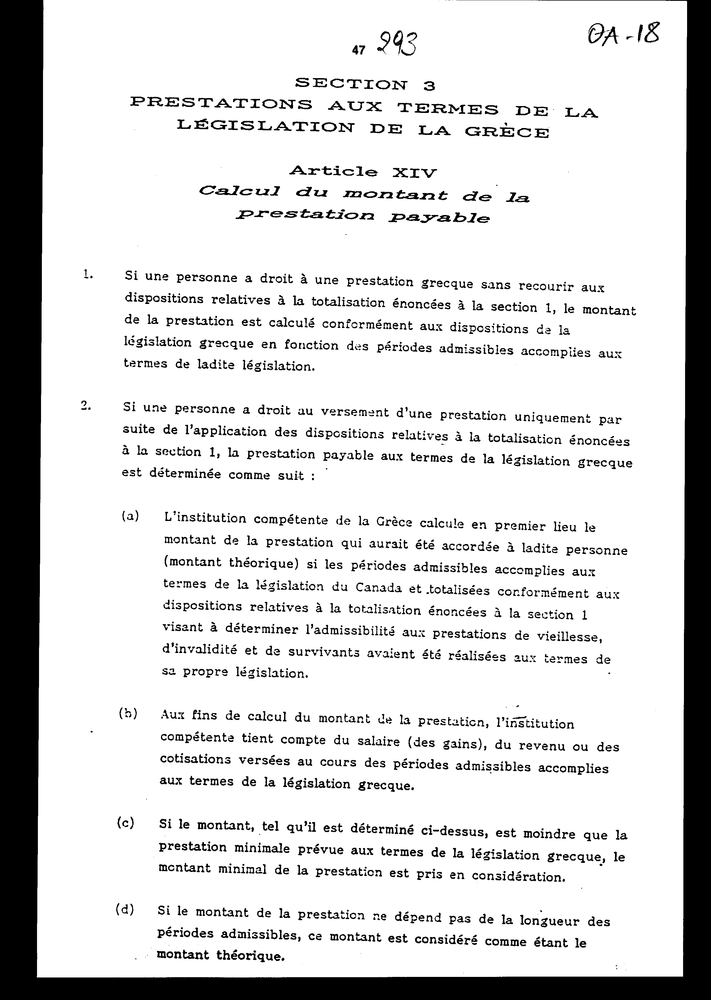 OA-18
47 293
SECTION 3
PRESTATIONS AUX TERMES DE LA
LÉGISLATION DE LA GRÈCE
Article XIV
Calcul du montant de la
prestation payable
1. Si une personne a droit à une prestation grecque sans recourir aux
dispositions relatives à la totalisation énoncées à la section 1, le montant
de la prestation est calculé conformément aux dispositions de la
législation grecque en fonction des périodes admissibles accomplies aux
termes de ladite législation.
2. Si une personne a droit au versement d'une prestation uniquement par
suite de l'application des dispositions relatives à la totalisation énoncées
à la section 1, la prestation payable aux termes de la législation grecque
est déterminée comme suit :
(a) L'institution compétente de la Grèce calcule en premier lieu le
montant de la prestation qui aurait été accordée à ladite personne
(montant théorique) si les périodes admissibles accomplies aux
termes de la législation du Canada et totalisées conformément aux
dispositions relatives à la totalisation énoncées à la section 1
visant à déterminer l'admissibilité aux prestations de vieillesse,
d'invalidité et de survivants avaient été réalisées aux termes de
sa propre législation.
(b) Aux fins de calcul du montant de la prestation, l'institution
compétente tient compte du salaire (des gains), du revenu ou des
cotisations versées au cours des périodes admissibles accomplies
aux termes de la législation grecque.
(c) Si le montant, tel qu'il est déterminé ci-dessus, est moindre que la
prestation minimale prévue aux termes de la législation grecque, le
montant minimal de la prestation est pris en considération.
(d) Si le montant de la prestation ne dépend pas de la longueur des
périodes admissibles, ce montant est considéré comme étant le
montant théorique.